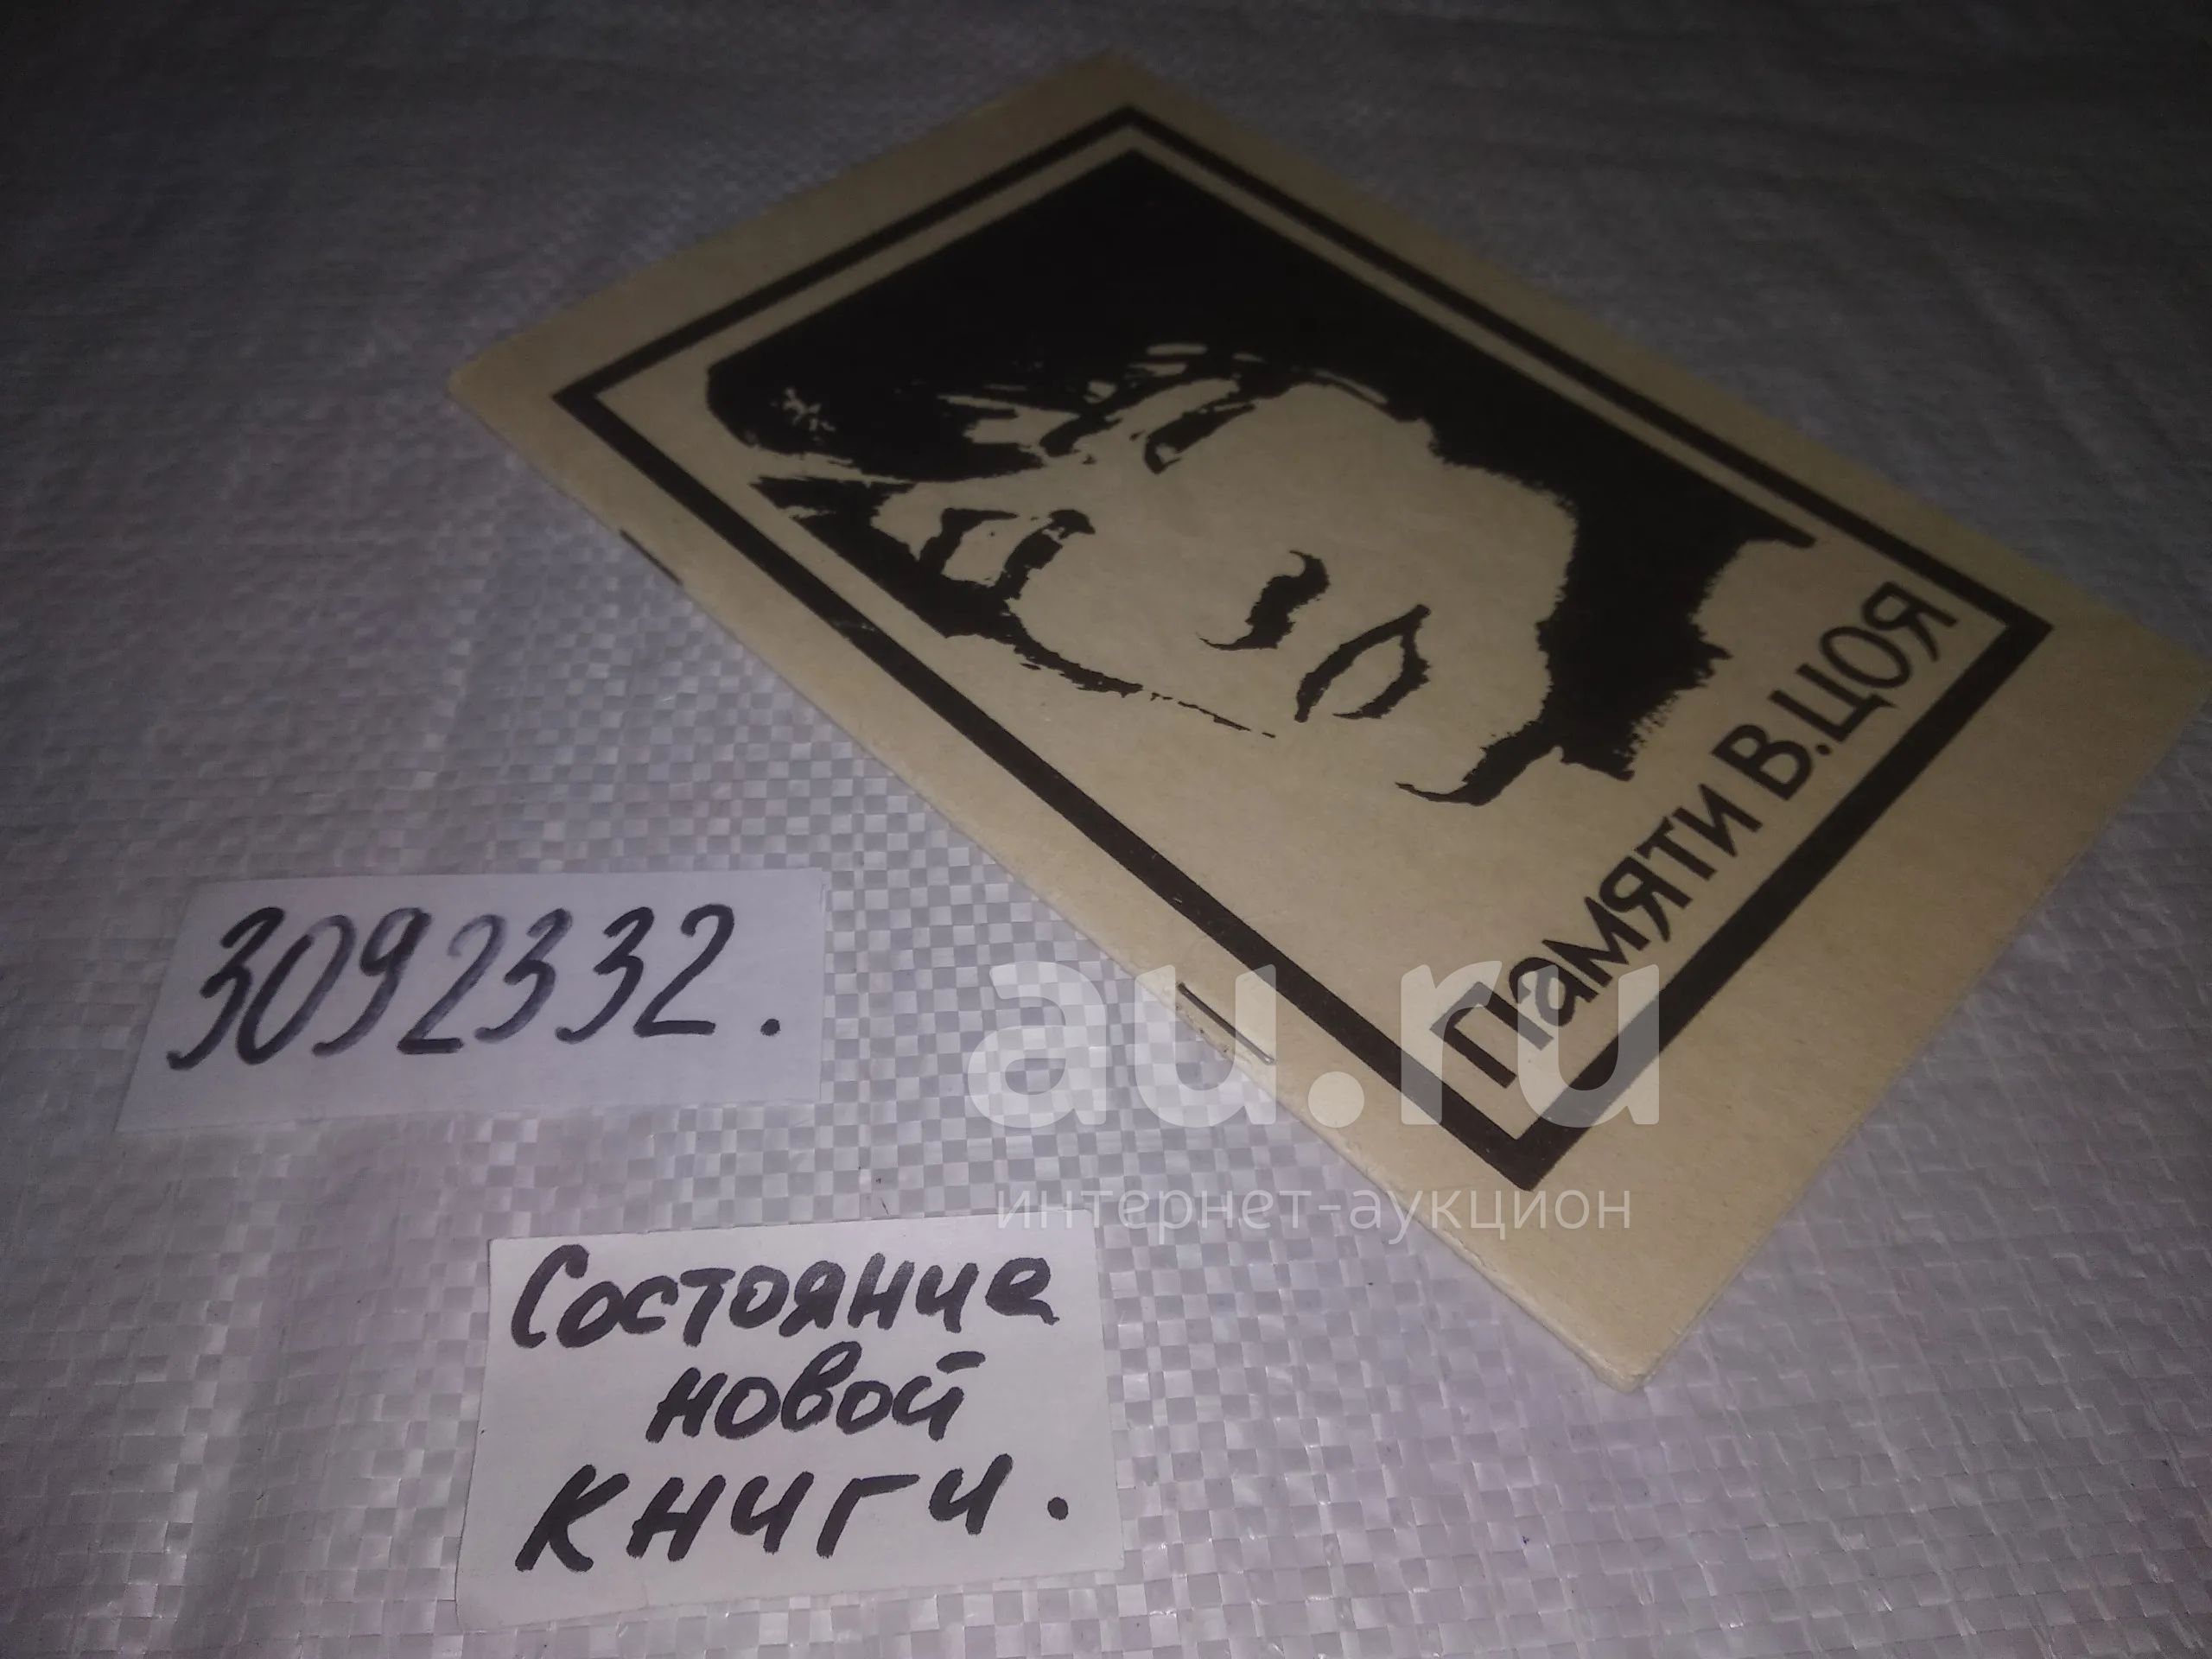 Памяти В.ЦОЯ
3092332.
au.ru
интернет-аукцион
Состояние
новой
книги.